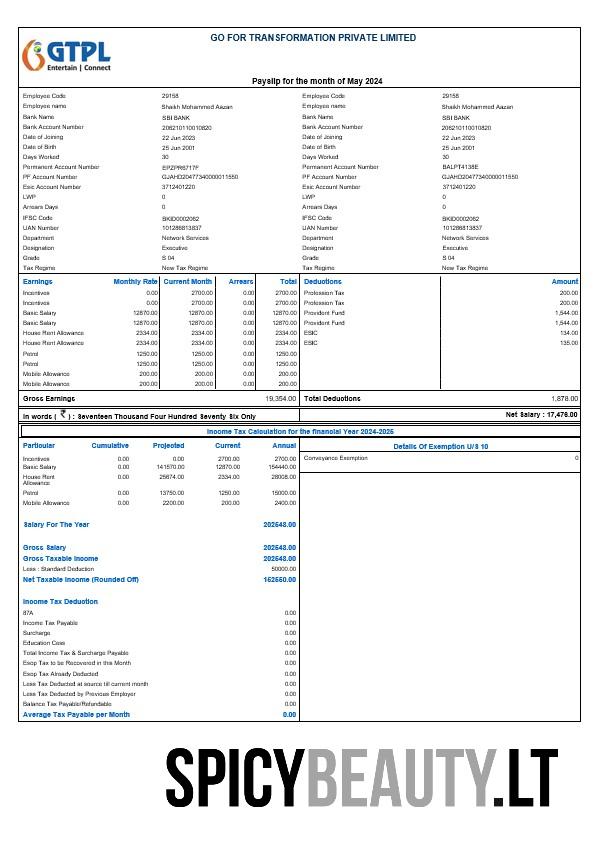 GO FOR TRANSFORMATION PRIVATE LIMITED
GTPL
Entertain | Connect
Payslip for the month of May 2024
Employee Code 29158 Employee Code 29158
Employee name Shaikh Mohammed Aazan Employee name Shaikh Mohammed Aazan
Bank Name SBI BANK Bank Name SBI BANK
Bank Account Number 206210110010820 Bank Account Number 206210110010820
Date of Joining 22 Jun 2023 Date of Joining 22 Jun 2023
Date of Birth 25 Jun 2001 Date of Birth 25 Jun 2001
Days Worked 30 Days Worked 30
Permanent Account Number EPZPR6717F Permanent Account Number BALPT4138E
PF Account Number GJAHD20477340000011550 PF Account Number GJAHD20477340000011550
Esic Account Number 3712401220 Esic Account Number 3712401220
LWP 0 LWP 0
Arrears Days 0 Arrears Days 0
IFSC Code BKID0002062 IFSC Code BKID0002062
UAN Number 101286813837 UAN Number 101286813837
Department Network Services Department Network Services
Designation Executive Designation Executive
Grade S 04 Grade S 04
Tax Regime New Tax Regime Tax Regime New Tax Regime
Earnings Monthly Rate Current Month Arrears Total Deductions Amount
Incentives 0.00 2700.00 0.00 2700.00 Profession Tax 200.00
Incentives 0.00 2700.00 0.00 2700.00 Profession Tax 200.00
Basic Salary 12870.00 12870.00 0.00 12870.00 Provident Fund 1,544.00
Basic Salary 12870.00 12870.00 0.00 12870.00 Provident Fund 1,544.00
House Rent Allowance 2334.00 2334.00 0.00 2334.00 ESIC 134.00
House Rent Allowance 2334.00 2334.00 0.00 2334.00 ESIC 135.00
Petrol 1250.00 1250.00 0.00 1250.00
Petrol 1250.00 1250.00 0.00 1250.00
Mobile Allowance 200.00 200.00 0.00 200.00
Mobile Allowance 200.00 200.00 0.00 200.00
Gross Earnings 19,354.00 Total Deductions 1,878.00
In words ( ₹ ) : Seventeen Thousand Four Hundred Seventy Six Only Net Salary : 17,476.00
Income Tax Calculation for the financial Year 2024-2025
Particular Cumulative Projected Current Annual Details Of Exemption U/S 10
Incentives 0.00 0.00 2700.00 2700.00 Conveyance Exemption 0
Basic Salary 0.00 141570.00 12870.00 154440.00
House Rent Allowance 0.00 25674.00 2334.00 28008.00
Petrol 0.00 13750.00 1250.00 15000.00
Mobile Allowance 0.00 2200.00 200.00 2400.00
Salary For The Year 202548.00
Gross Salary 202548.00
Gross Taxable Income 202548.00
Less : Standard Deduction 50000.00
Net Taxable Income (Rounded Off) 152550.00
Income Tax Deduction
87A 0.00
Income Tax Payable 0.00
Surcharge 0.00
Education Cess 0.00
Total Income Tax & Surcharge Payable 0.00
Esop Tax to be Recovered in this Month 0.00
Esop Tax Already Deducted 0.00
Less Tax Deducted at source till current month 0.00
Less Tax Deducted by Previous Employer 0.00
Balance Tax Payable/Refundable 0.00
Average Tax Payable per Month 0.00
SPICYBEAUTY.LT